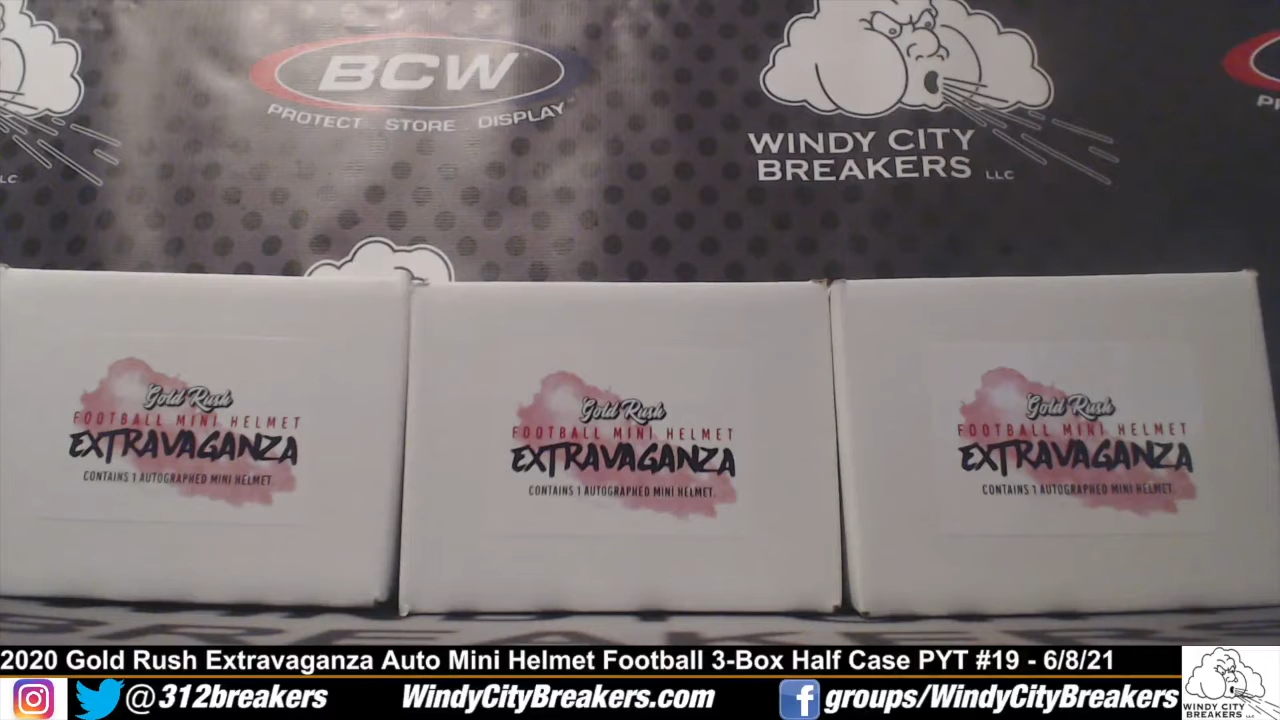 BCW
PROTECT . STORE . DISPLAY
WINDY CITY
BREAKERS LLC
LC
P
Gold Rush
FOOTBALL MINI HELMET
EXTRAVAGANZA
CONTAINS 1 AUTOGRAPHED MINI HELMET.
Gold Rush
FOOTBALL MINI HELMET
EXTRAVAGANZA
CONTAINS 1 AUTOGRAPHED MINI HELMET.
Gold Rush
FOOTBALL MINI HELMET
EXTRAVAGANZA
CONTAINS 1 AUTOGRAPHED MINI HELMET.
BREAKERS
2020 Gold Rush Extravaganza Auto Mini Helmet Football 3-Box Half Case PYT #19 - 6/8/21
@312breakers WindyCityBreakers.com groups/WindyCityBreakers
WINDY CITY
BREAKERS LLC